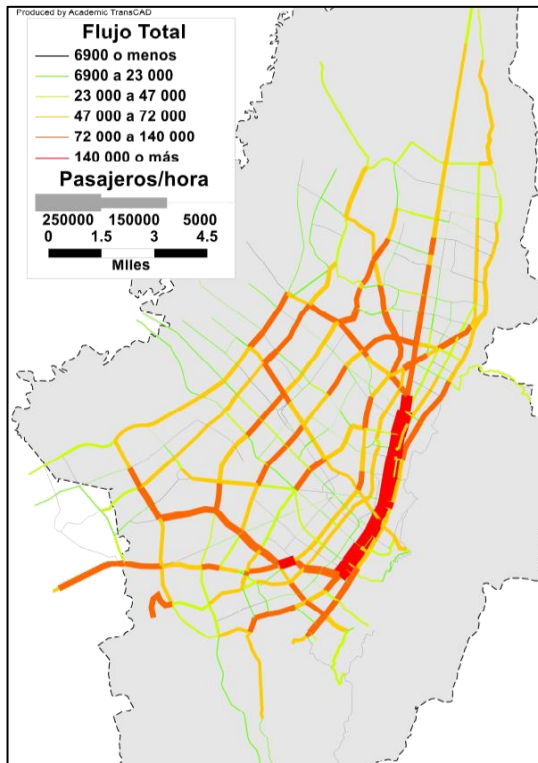 Produced by Academic TransCAD
Flujo Total
6900 o menos
6900 a 23 000
23 000 a 47 000
47 000 a 72 000
72 000 a 140 000
140 000 o más
Pasajeros/hora
250000 150000 5000
0 1.5 3 4.5
Miles